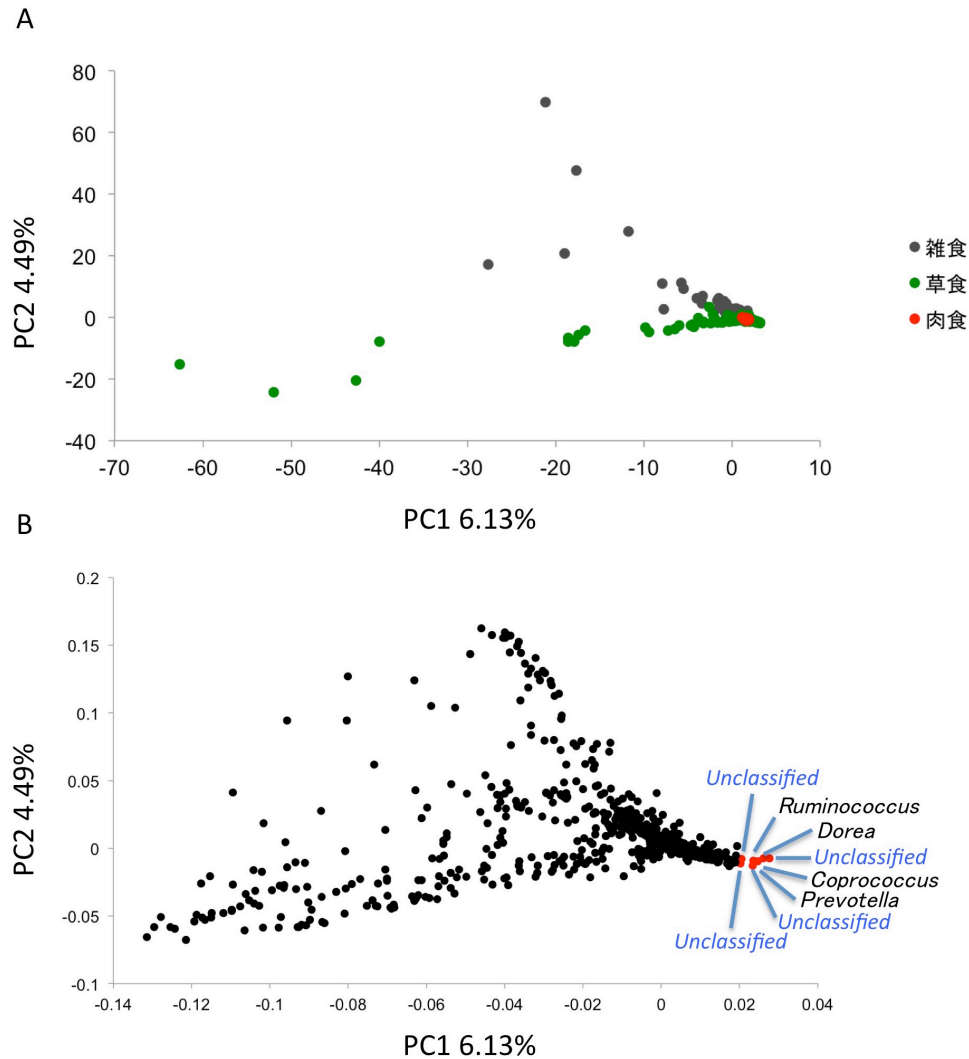 A
80
60
40
20
0
-20
-40
PC2 4.49%
-70 -60 -50 -40 -30 -20 -10 0 10
PC1 6.13%
雑食
草食
肉食
B
0.2
0.15
0.1
0.05
0
-0.05
-0.1
PC2 4.49%
Unclassified
Ruminococcus
Dorea
Unclassified
Coprococcus
Prevotella
Unclassified
Unclassified
-0.14 -0.12 -0.1 -0.08 -0.06 -0.04 -0.02 0 0.02 0.04
PC1 6.13%